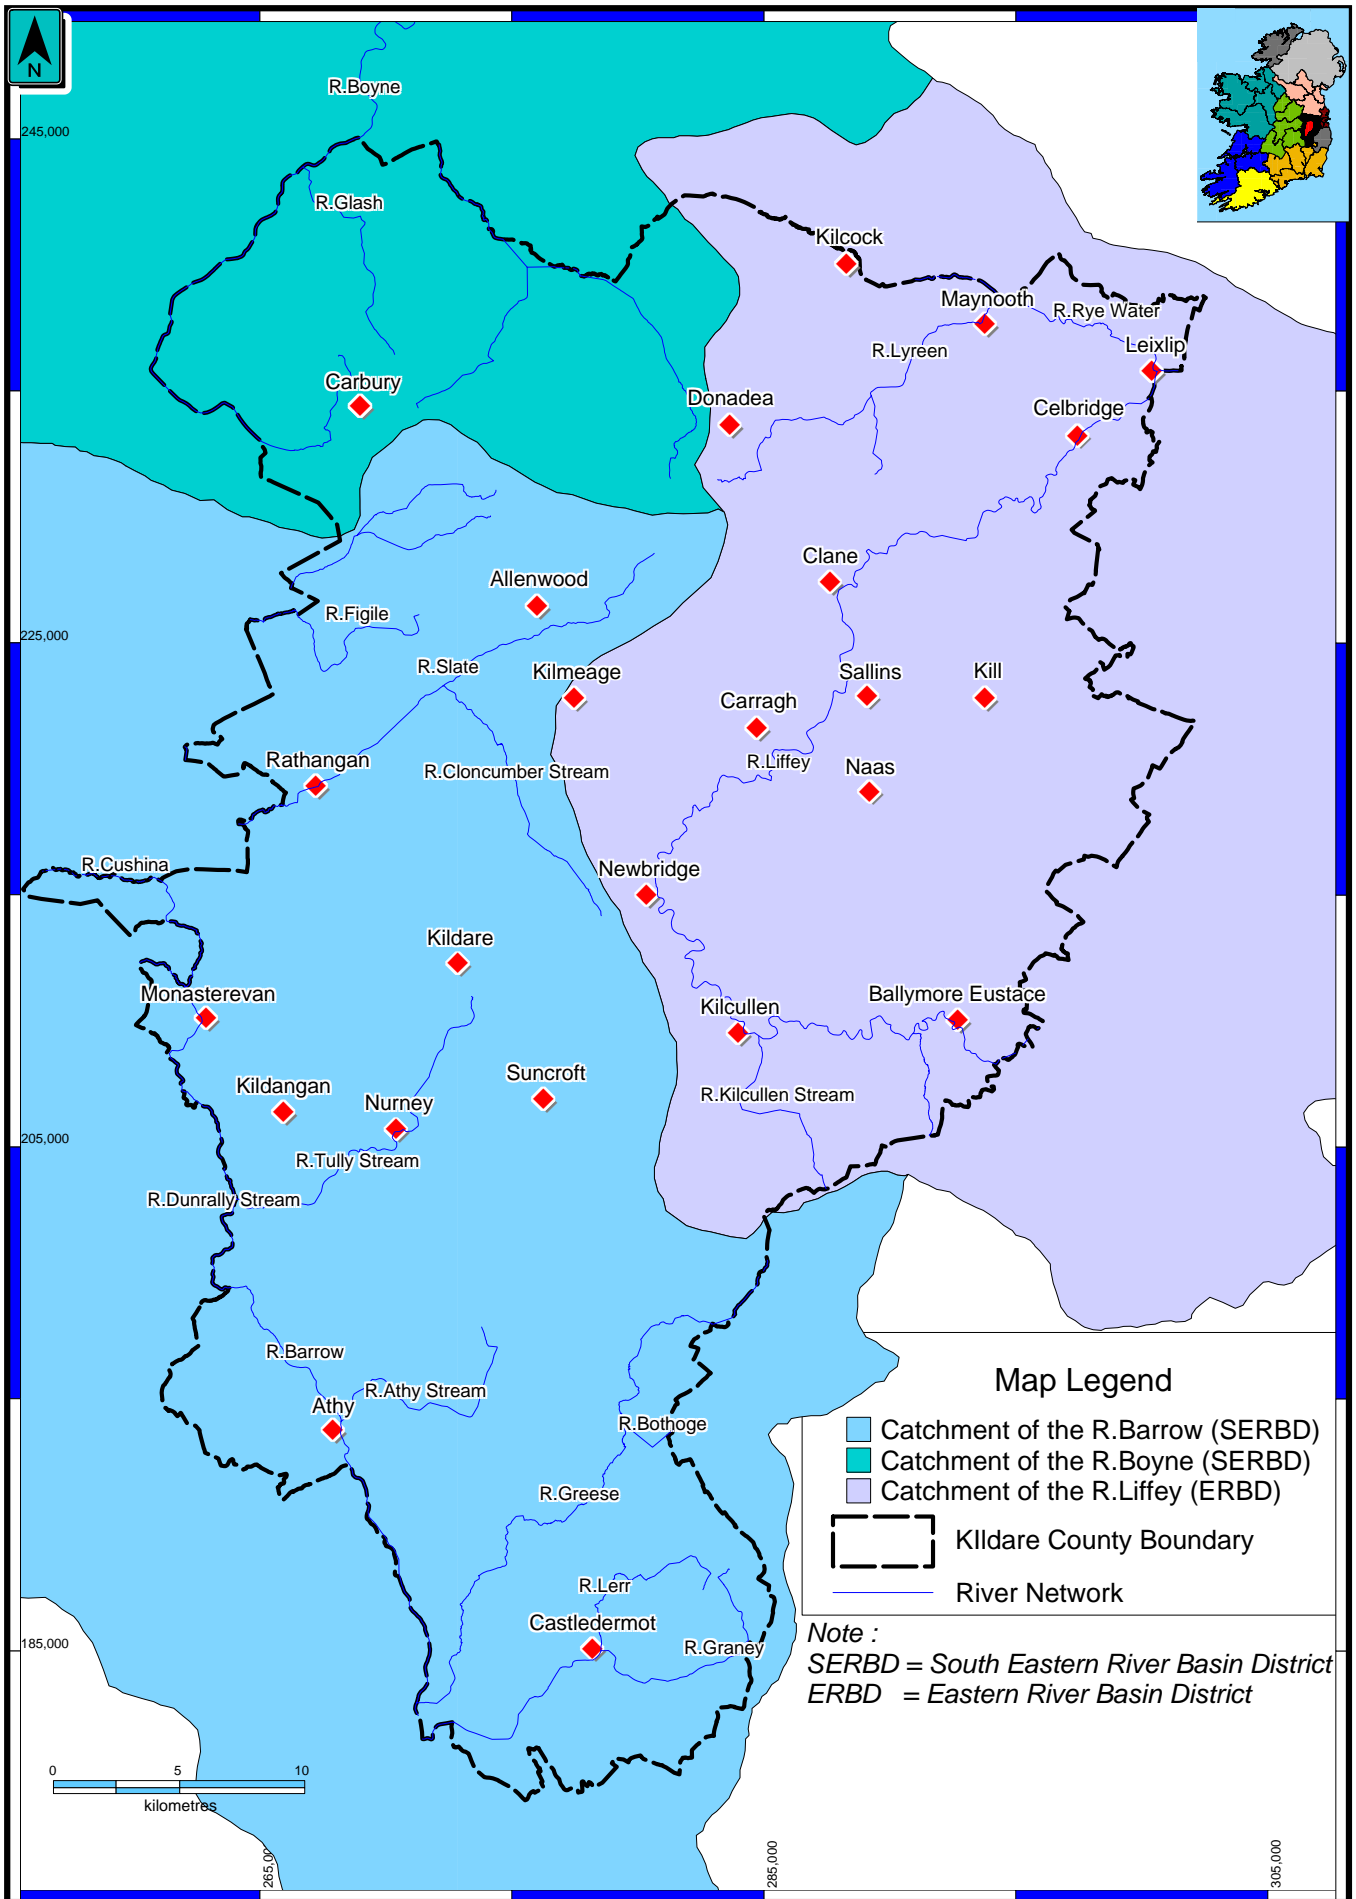 N
R.Boyne
245,000
R.Glash
Kilcock
Maynooth
R.Rye Water
R.Lyreen
Leixlip
Carbury
Donadea
Celbridge
Clane
Allenwood
R.Figile
225,000
R.Slate
Kilmeage
Sallins
Kill
Carragh
Rathangan
R.Cloncumber Stream
R.Liffey
Naas
R.Cushina
Newbridge
Kildare
Monasterevan
Ballymore Eustace
Kilcullen
Kildangan
Suncroft
R.Kilcullen Stream
Nurney
205,000
R.Tully Stream
R.Dunrally Stream
R.Barrow
R.Athy Stream
Athy
R.Bothoge
R.Greese
R.Lerr
Castledermot
R.Graney
185,000
Map Legend
Catchment of the R.Barrow (SERBD)
Catchment of the R.Boyne (SERBD)
Catchment of the R.Liffey (ERBD)
KIldare County Boundary
River Network
Note :
SERBD = South Eastern River Basin District
ERBD = Eastern River Basin District
0 5 10
kilometres
265,000
285,000
305,000